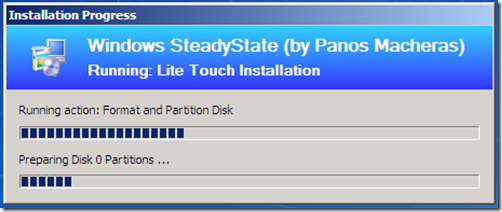 Installation Progress
Windows SteadyState (by Panos Macheras)
Running: Lite Touch Installation
Running action: Format and Partition Disk
Preparing Disk 0 Partitions ...